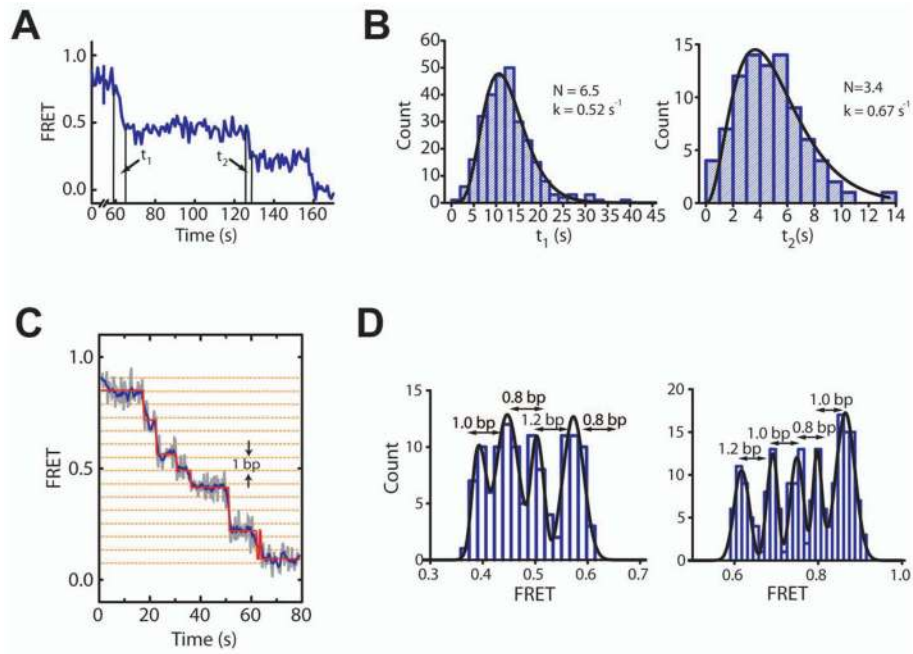 A
FRET
1.0
0.5
0.0
t1
t2
0 60 80 100 120 140 160
Time (s)
B
Count
60
50
40
30
20
10
0
N = 6.5
k = 0.52 s⁻¹
0 5 10 15 20 25 30 35 40 45
t1 (s)
Count
15
10
5
0
N=3.4
k = 0.67 s⁻¹
0 2 4 6 8 10 12 14
t2(s)
C
FRET
1.0
0.5
0.0
1 bp
0 20 40 60 80
Time (s)
D
Count
15
10
5
0
1.0 bp
0.8 bp
1.2 bp
0.8 bp
0.3 0.4 0.5 0.6 0.7
FRET
20
15
10
5
0
1.2 bp
1.0 bp
0.8 bp
1.0 bp
0.6 0.8 1.0
FRET